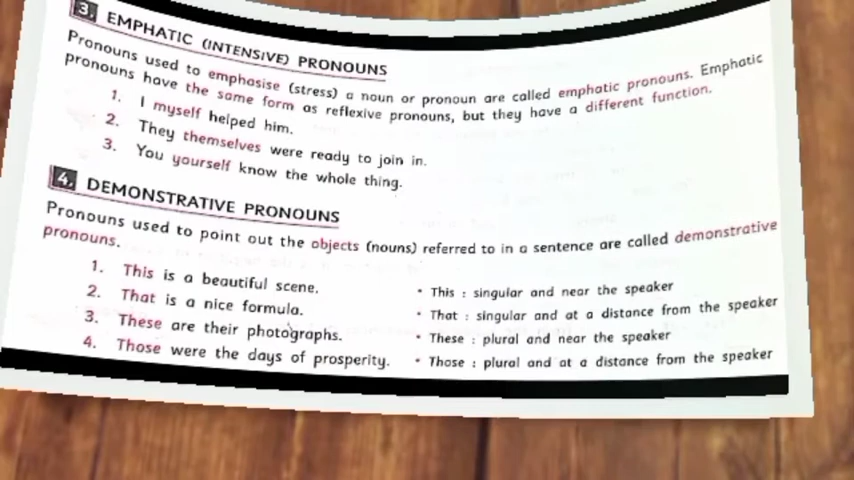 3. EMPHATIC (INTENSIVE) PRONOUNS
Pronouns used to emphasise (stress) a noun or pronoun are called emphatic pronouns. Emphatic
pronouns have the same form as reflexive pronouns, but they have a different function.
1. I myself helped him.
2. They themselves were ready to join in.
3. You yourself know the whole thing.
4. DEMONSTRATIVE PRONOUNS
Pronouns used to point out the objects (nouns) referred to in a sentence are called demonstrative
pronouns.
1. This is a beautiful scene.
2. That is a nice formula.
3. These are their photographs.
4. Those were the days of prosperity.
• This : singular and near the speaker
• That : singular and at a distance from the speaker
• These : plural and near the speaker
• Those : plural and at a distance from the speaker